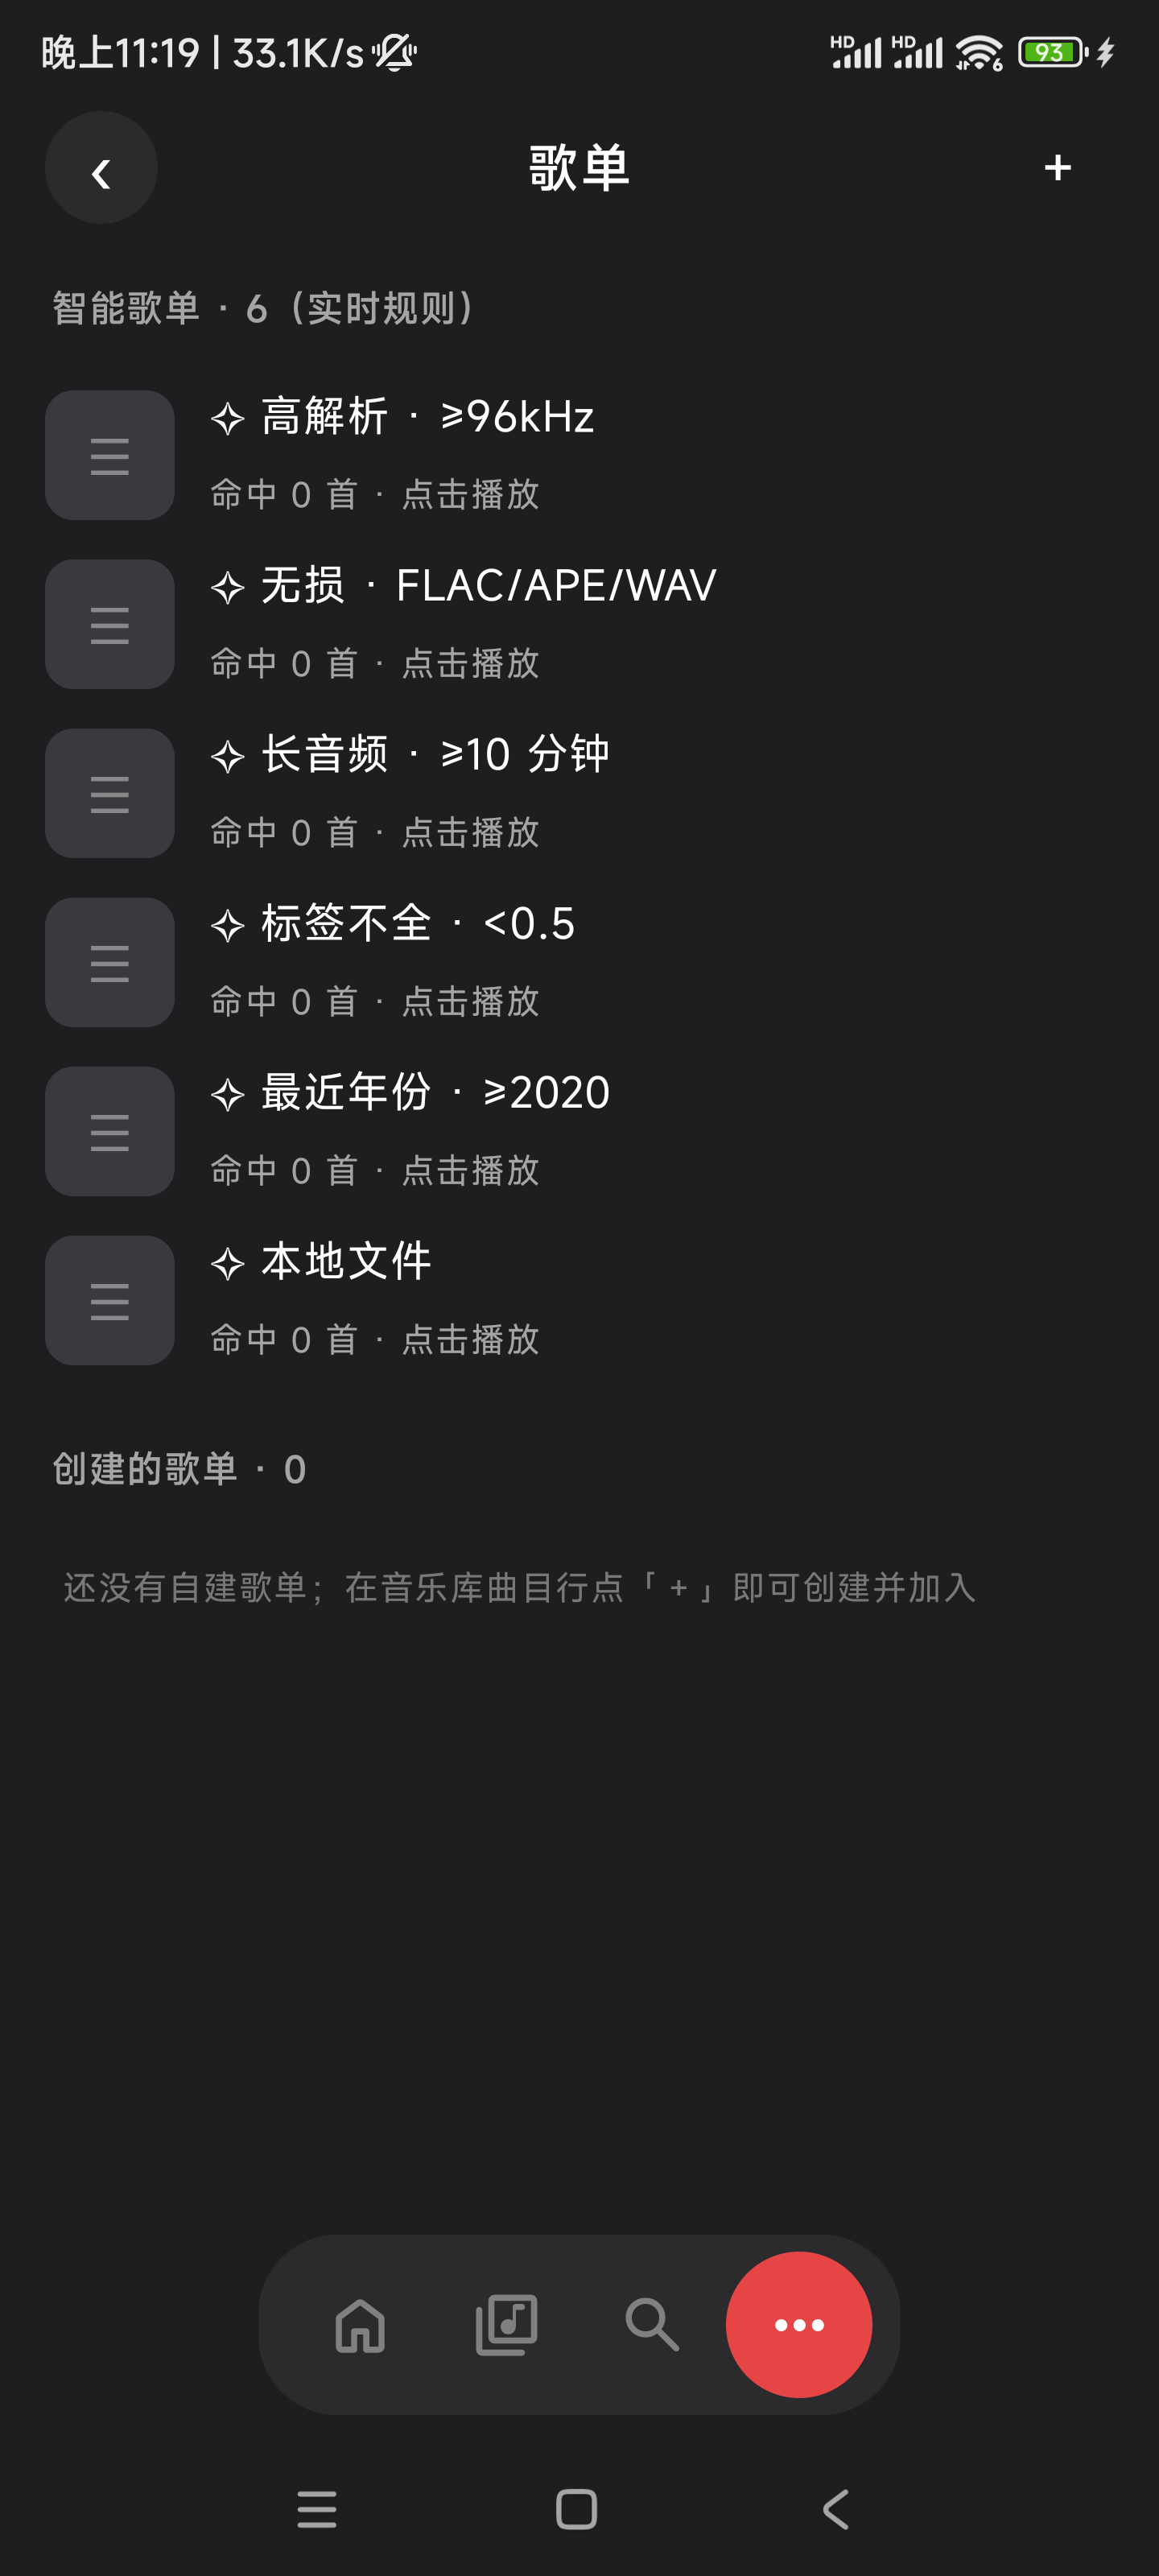 晚上11:19 | 33.1K/s
HD HD 6 93
歌单
+
智能歌单 · 6（实时规则）
✧ 高解析 · ≥96kHz
命中 0 首 · 点击播放
✧ 无损 · FLAC/APE/WAV
命中 0 首 · 点击播放
✧ 长音频 · ≥10 分钟
命中 0 首 · 点击播放
✧ 标签不全 · <0.5
命中 0 首 · 点击播放
✧ 最近年份 · ≥2020
命中 0 首 · 点击播放
✧ 本地文件
命中 0 首 · 点击播放
创建的歌单 · 0
还没有自建歌单；在音乐库曲目行点「+」即可创建并加入